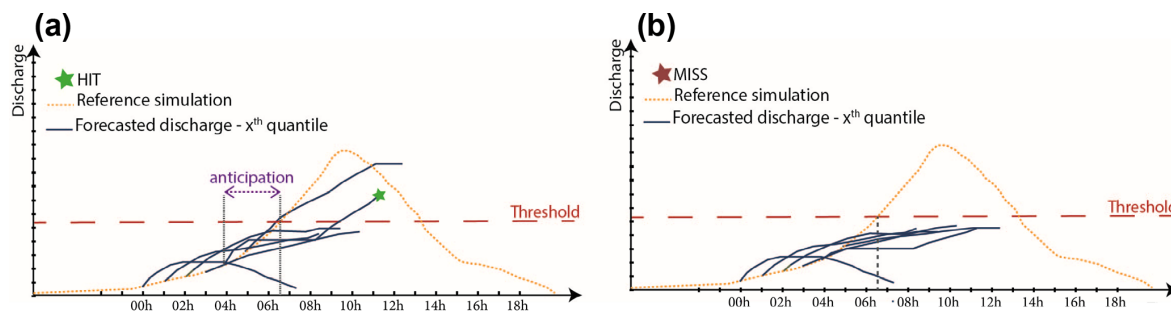 (a)
Discharge
HIT
Reference simulation
Forecasted discharge - xth quantile
anticipation
Threshold
00h 02h 04h 06h 08h 10h 12h 14h 16h 18h
(b)
Discharge
MISS
Reference simulation
Forecasted discharge - xth quantile
Threshold
00h 02h 04h 06h 08h 10h 12h 14h 16h 18h